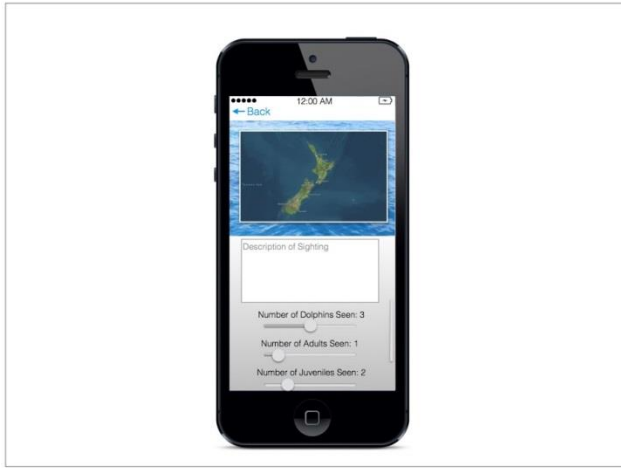 12:00 AM
Back
Description of Sighting
Number of Dolphins Seen: 3
Number of Adults Seen: 1
Number of Juveniles Seen: 2